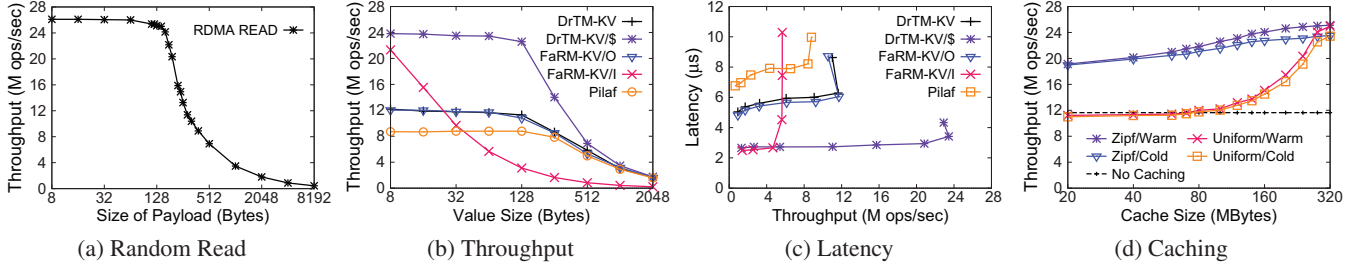 Throughput (M ops/sec)
28
24
20
16
12
8
4
0
RDMA READ
8 32 128 512 2048 8192
Size of Payload (Bytes)
(a) Random Read
Throughput (M ops/sec)
28
24
20
16
12
8
4
0
DrTM-KV
DrTM-KV/$
FaRM-KV/O
FaRM-KV/I
Pilaf
8 32 128 512 2048
Value Size (Bytes)
(b) Throughput
Latency (μs)
12
10
8
6
4
2
0
DrTM-KV
DrTM-KV/$
FaRM-KV/O
FaRM-KV/I
Pilaf
0 4 8 12 16 20 24
Throughput (M ops/sec)
(c) Latency
Throughput (M ops/sec)
28
24
20
16
12
8
4
0
Zipf/Warm
Zipf/Cold
No Caching
Uniform/Warm
Uniform/Cold
20 40 80 160 320
Cache Size (MBytes)
(d) Caching